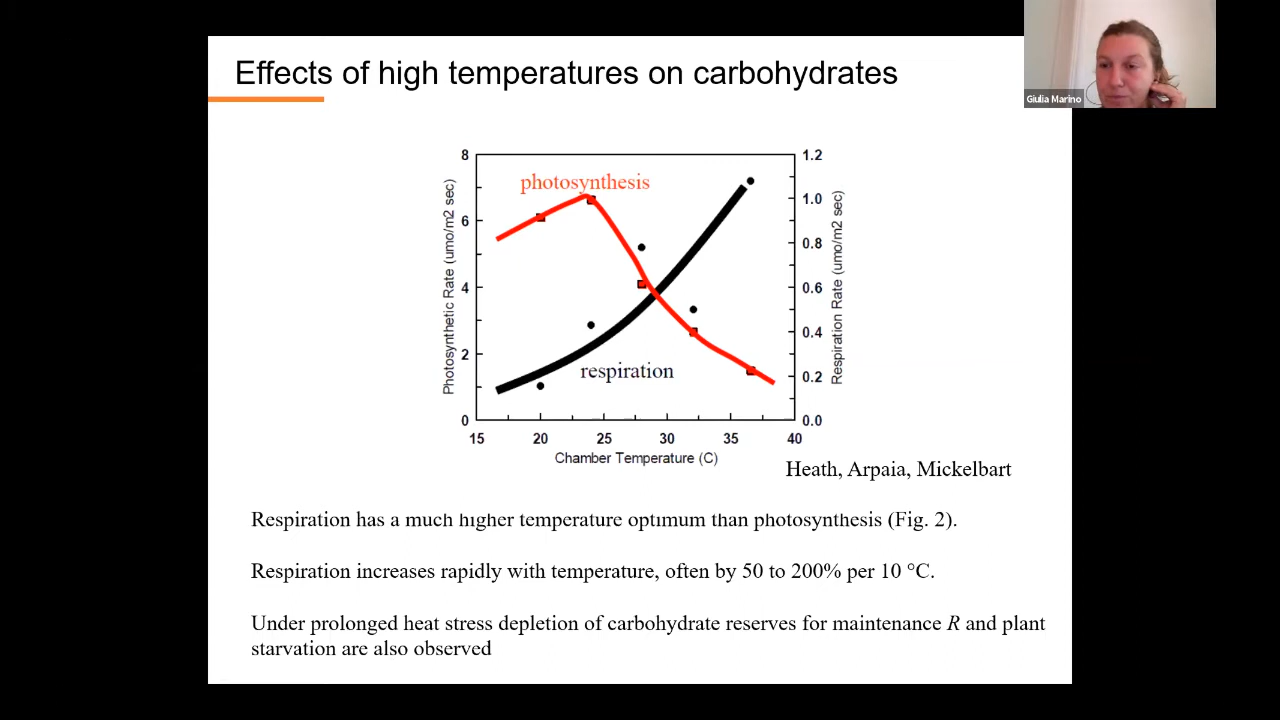 Effects of high temperatures on carbohydrates
Giulia Marino
8
6
4
2
0
Photosynthetic Rate (umo/m2 sec)
photosynthesis
respiration
1.2
1.0
0.8
0.6
0.4
0.2
0.0
Respiration Rate (umo/m2 sec)
15 20 25 30 35 40
Chamber Temperature (C)
Heath, Arpaia, Mickelbart
Respiration has a much higher temperature optimum than photosynthesis (Fig. 2).
Respiration increases rapidly with temperature, often by 50 to 200% per 10 °C.
Under prolonged heat stress depletion of carbohydrate reserves for maintenance R and plant
starvation are also observed